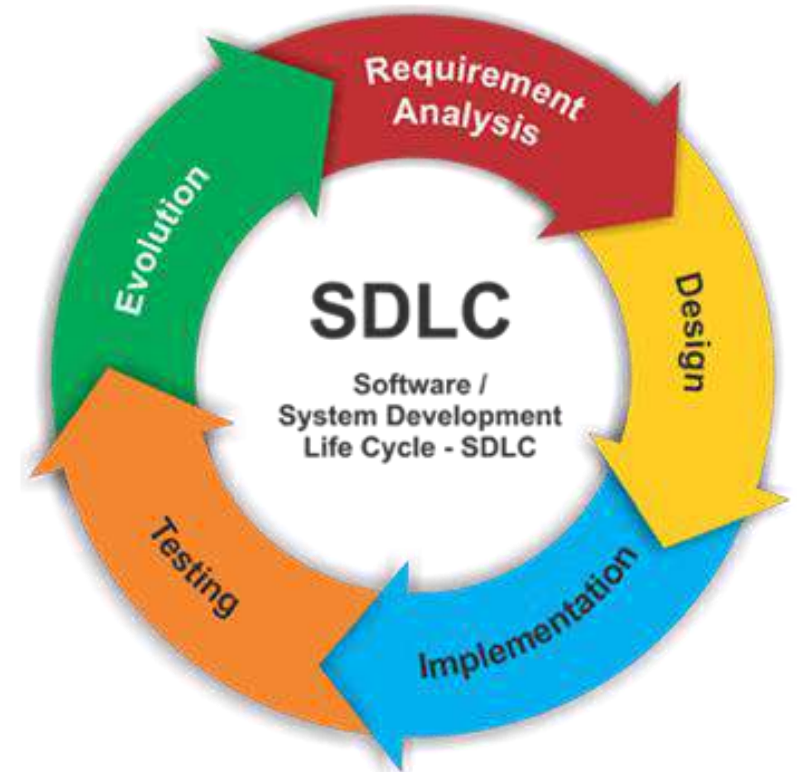 Requirement
Analysis
Design
Implementation
Testing
Evolution
SDLC
Software /
System Development
Life Cycle - SDLC